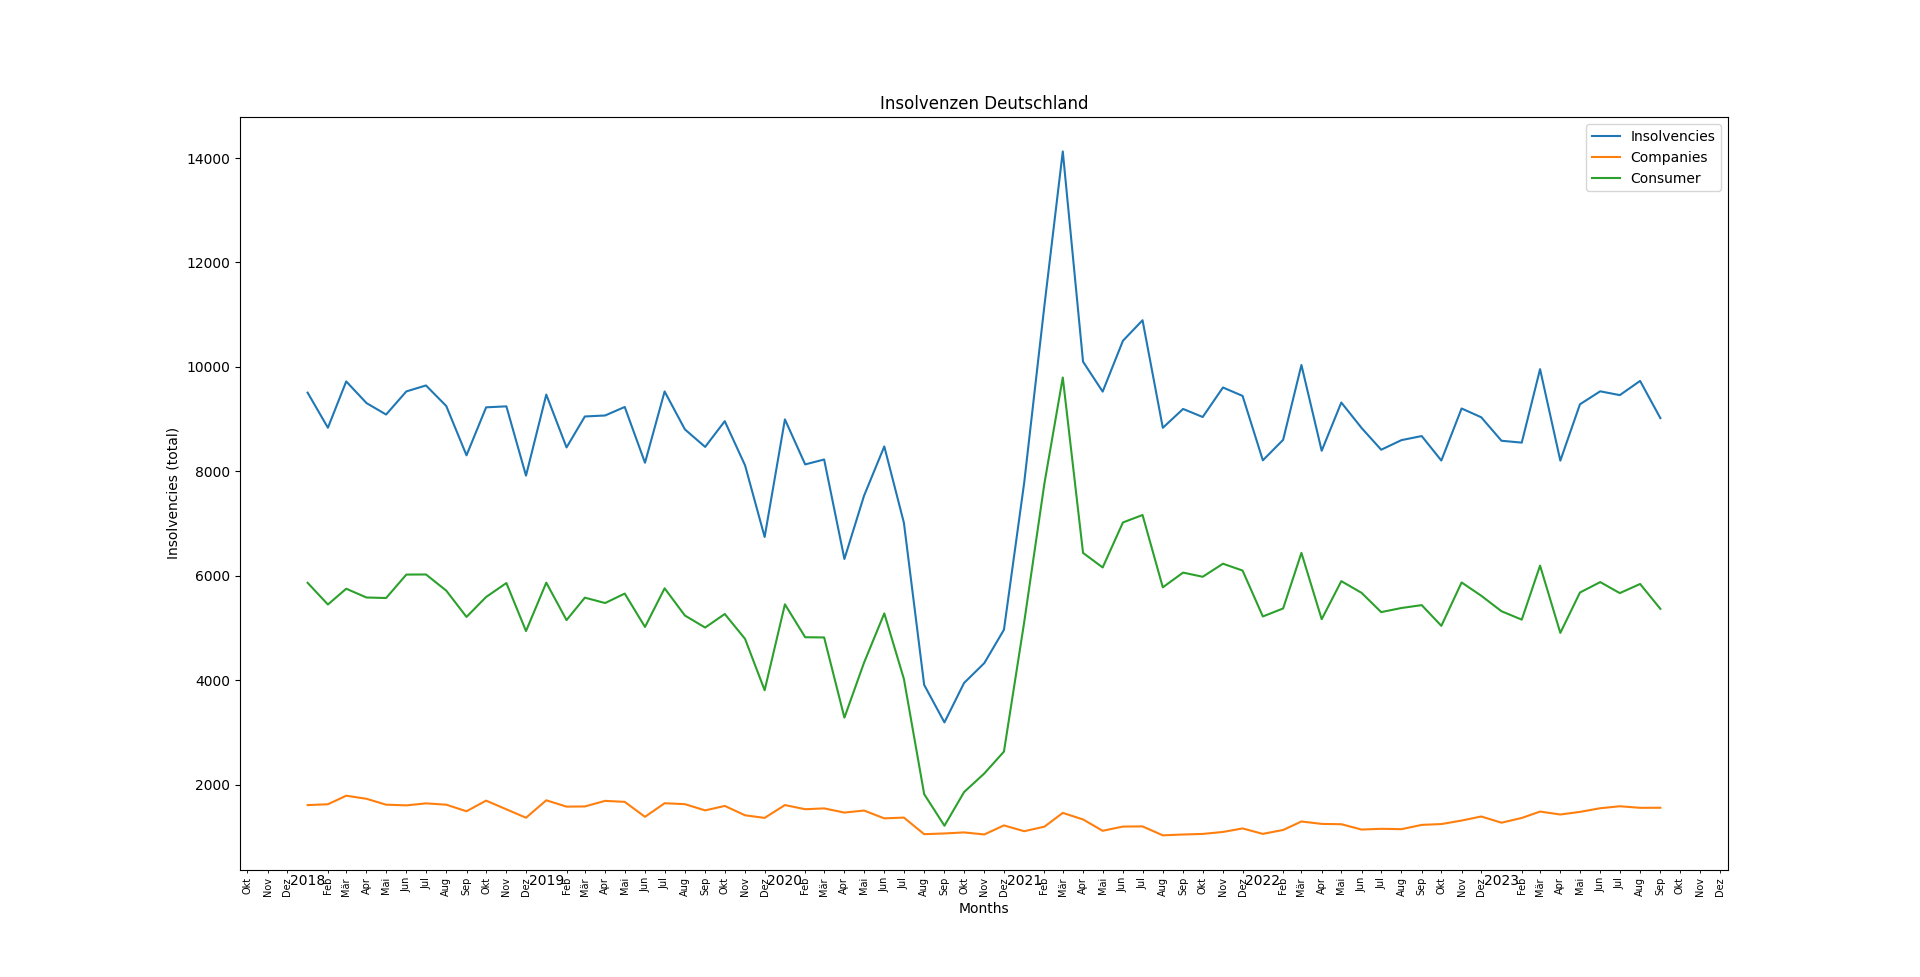 Insolvenzen Deutschland
Insolvencies
Companies
Consumer
14000
12000
10000
8000
6000
4000
2000
Insolvencies (total)
Okt Nov Dez 2018 Feb Mär Apr Mai Jun Jul Aug Sep Okt Nov Dez 2019 Feb Mär Apr Mai Jun Jul Aug Sep Okt Nov Dez 2020 Feb Mär Apr Mai Jun Jul Aug Sep Okt Nov Dez 2021 Feb Mär Apr Mai Jun Jul Aug Sep Okt Nov Dez 2022 Feb Mär Apr Mai Jun Jul Aug Sep Okt Nov Dez 2023 Feb Mär Apr Mai Jun Jul Aug Sep Okt Nov Dez
Months